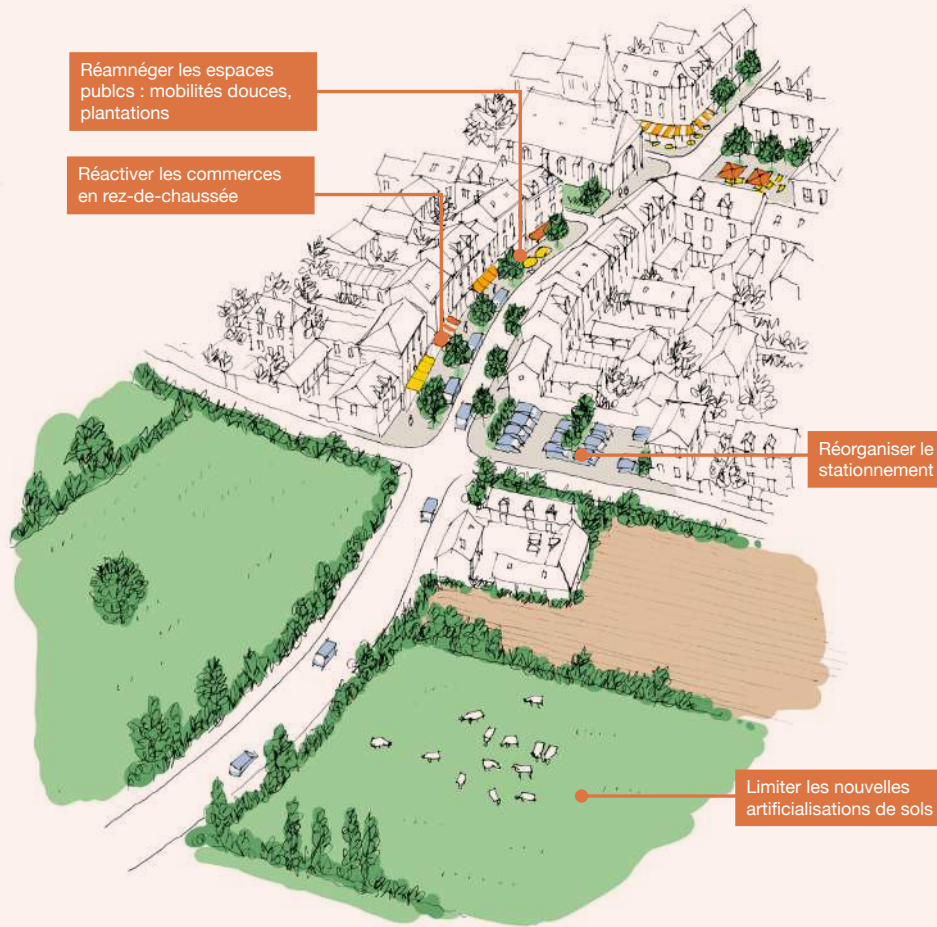 Réamnéger les espaces
publcs : mobilités douces,
plantations
Réactiver les commerces
en rez-de-chaussée
Réorganiser le
stationnement
Limiter les nouvelles
artificialisations de sols